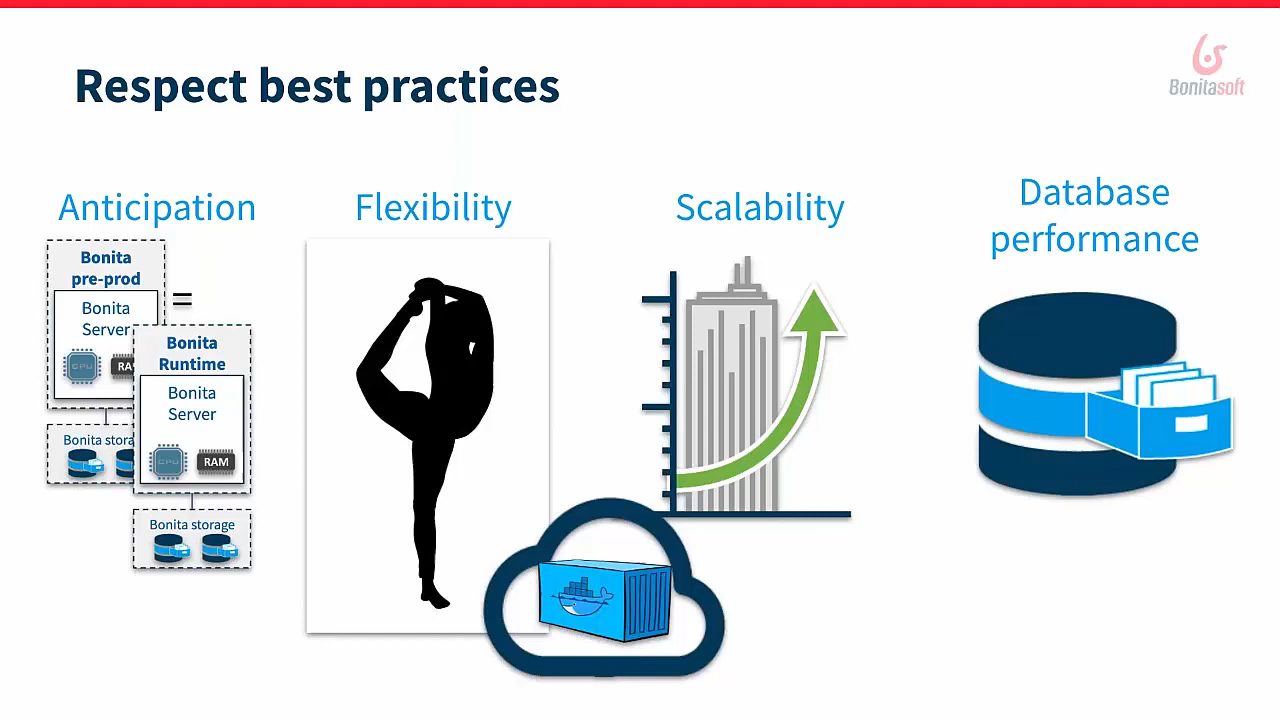 Respect best practices
Bonitasoft
Anticipation
Flexibility
Scalability
Database
performance
Bonita
pre-prod
Bonita
Server
CPU
Bonita
Runtime
Bonita
Server
CPU
RAM
Bonita storage